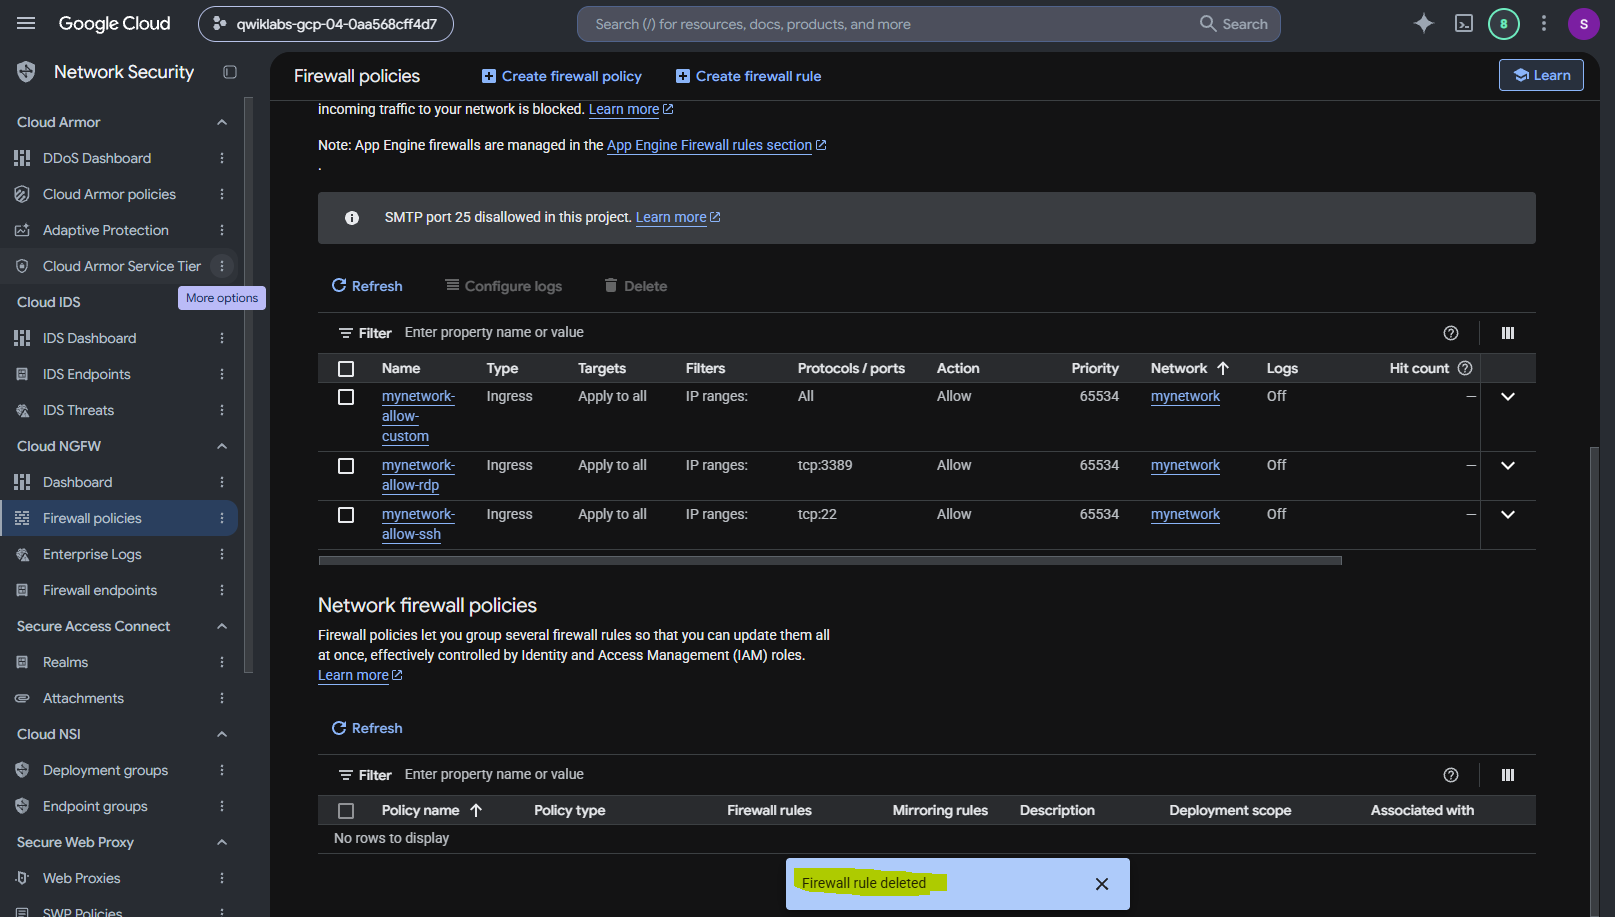 Google Cloud
qwiklabs-gcp-04-0aa568cff4d7
Search (/) for resources, docs, products, and more
Search
8
S
Network Security
Cloud Armor
DDoS Dashboard
Cloud Armor policies
Adaptive Protection
Cloud Armor Service Tier
More options
Cloud IDS
IDS Dashboard
IDS Endpoints
IDS Threats
Cloud NGFW
Dashboard
Firewall policies
Enterprise Logs
Firewall endpoints
Secure Access Connect
Realms
Attachments
Cloud NSI
Deployment groups
Endpoint groups
Secure Web Proxy
Web Proxies
SWP Policies
Firewall policies
Create firewall policy
Create firewall rule
Learn
incoming traffic to your network is blocked. Learn more
Note: App Engine firewalls are managed in the App Engine Firewall rules section
.
SMTP port 25 disallowed in this project. Learn more
Refresh
Configure logs
Delete
Filter Enter property name or value
Name Type Targets Filters Protocols / ports Action Priority Network Logs Hit count
mynetwork- Ingress Apply to all IP ranges: All Allow 65534 mynetwork Off —
allow-
custom
mynetwork- Ingress Apply to all IP ranges: tcp:3389 Allow 65534 mynetwork Off —
allow-rdp
mynetwork- Ingress Apply to all IP ranges: tcp:22 Allow 65534 mynetwork Off —
allow-ssh
Network firewall policies
Firewall policies let you group several firewall rules so that you can update them all
at once, effectively controlled by Identity and Access Management (IAM) roles.
Learn more
Refresh
Filter Enter property name or value
Policy name Policy type Firewall rules Mirroring rules Description Deployment scope Associated with
No rows to display
Firewall rule deleted